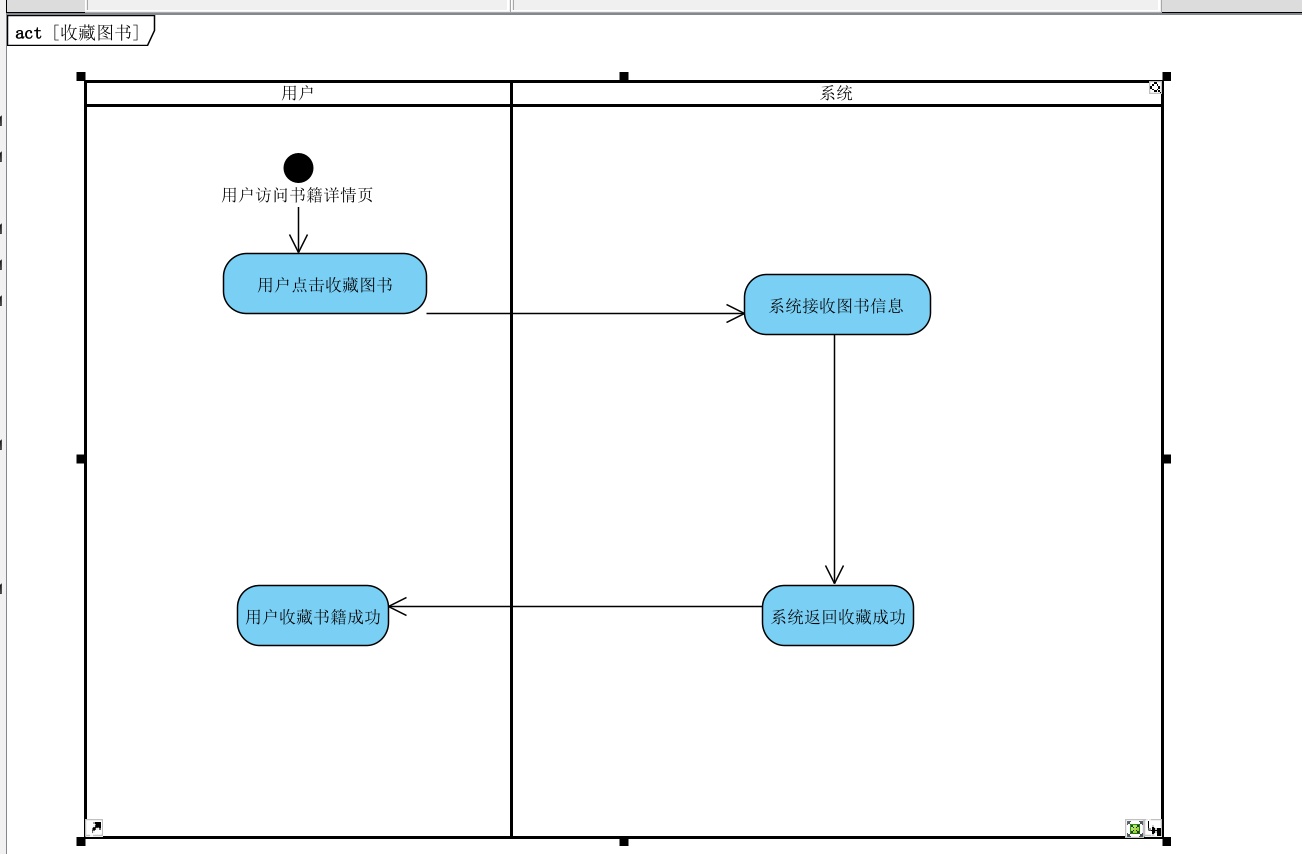 act [收藏图书]
用户
系统
用户访问书籍详情页
用户点击收藏图书
系统接收图书信息
用户收藏书籍成功
系统返回收藏成功